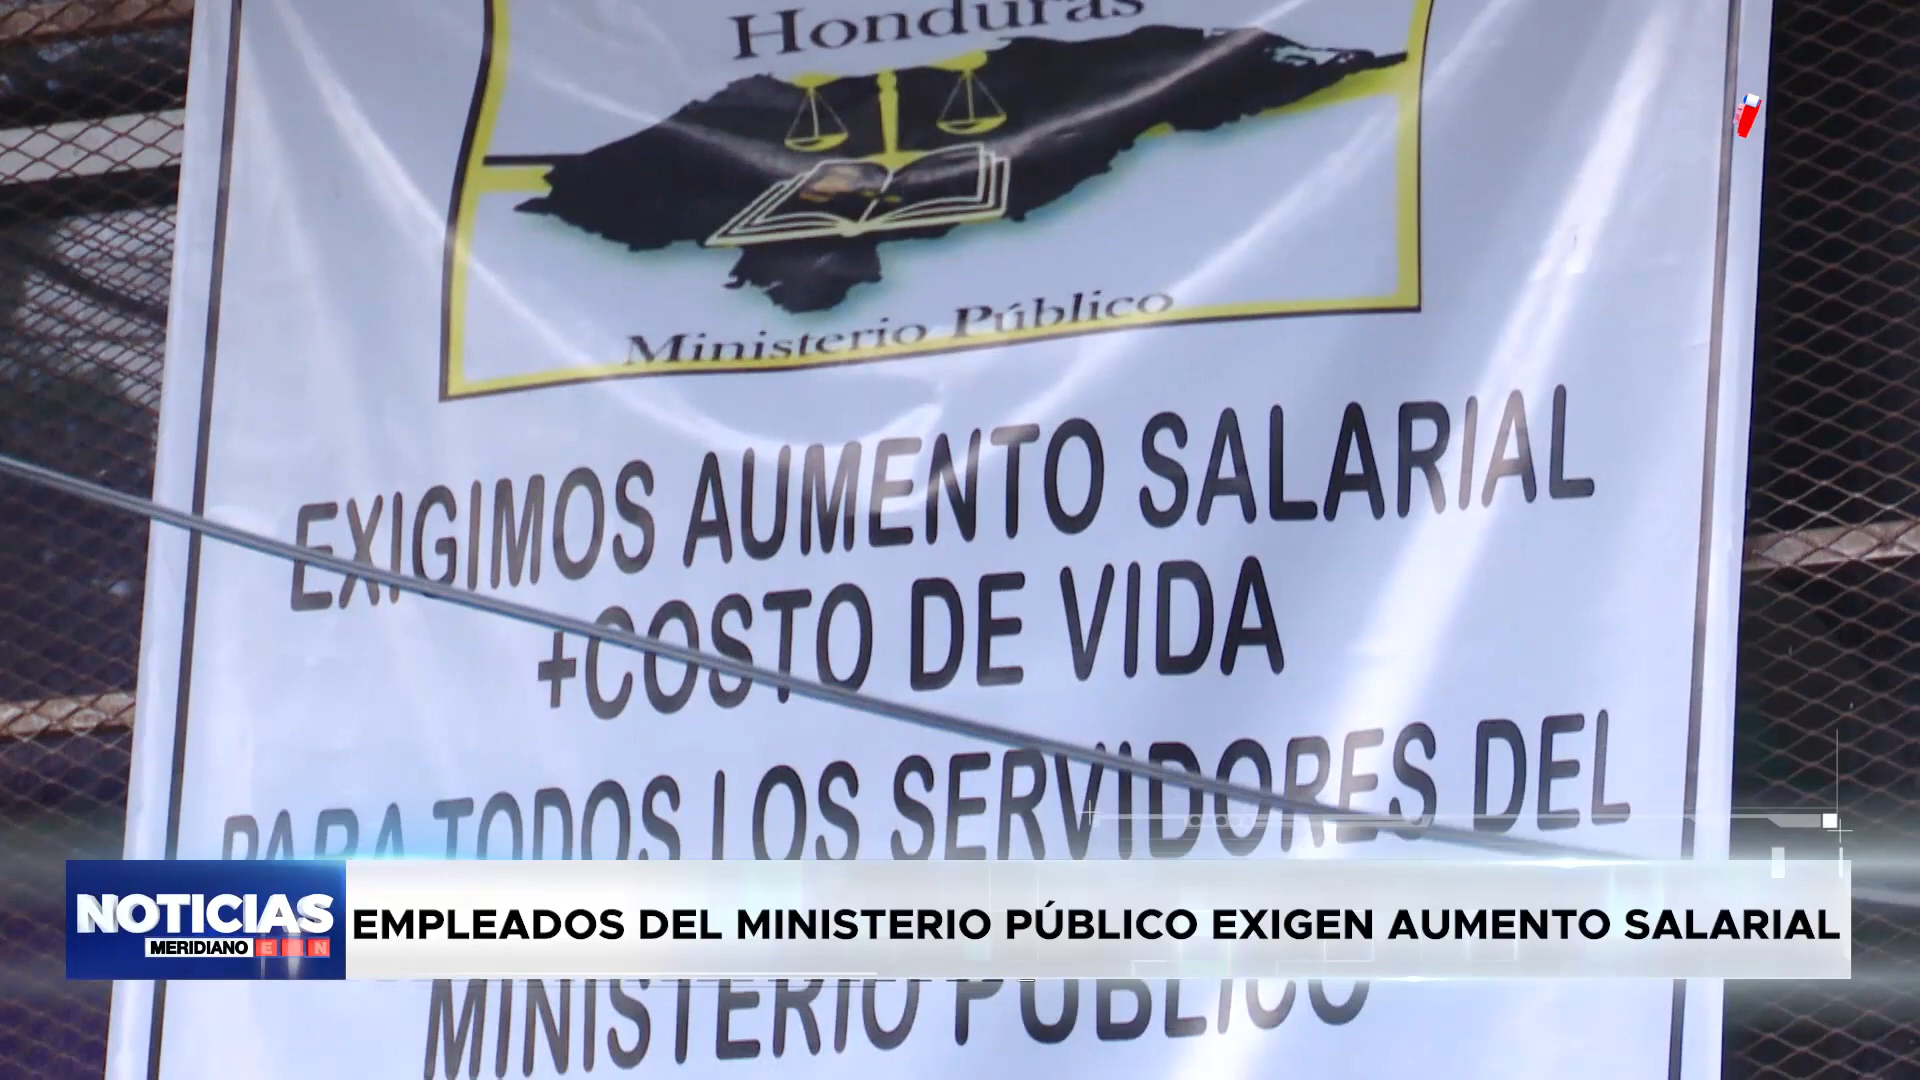 Honduras
Ministerio Público
EXIGIMOS AUMENTO SALARIAL
+COSTO DE VIDA
PARA TODOS LOS SERVIDORES DEL
NOTICIAS
MERIDIANO
EMPLEADOS DEL MINISTERIO PÚBLICO EXIGEN AUMENTO SALARIAL
MINISTERIO PÚBLICO